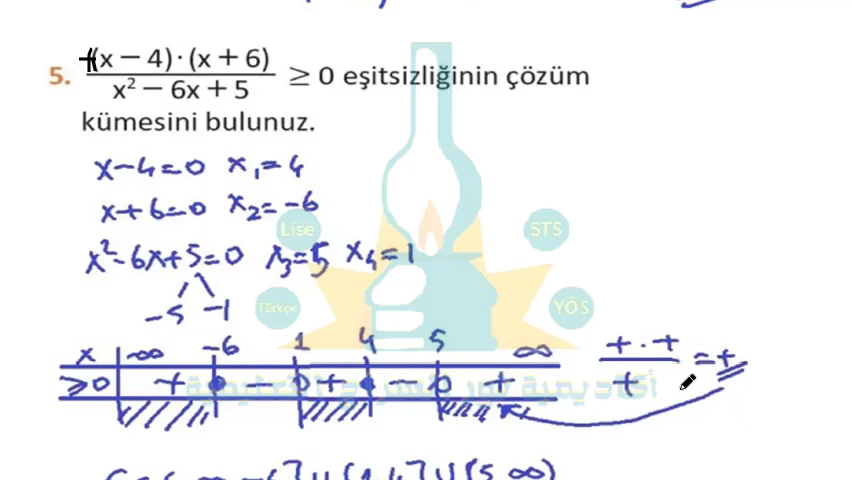 5. (x − 4)·(x + 6) / x² − 6x + 5 ≥ 0 eşitsizliğinin çözüm
kümesini bulunuz.
x−4=0 x₁=4
x+6=0 x₂=−6
x²−6x+5=0 x₃=5 x₄=1
−5 −1
Lise STS
Türkçe YÖS
x −∞ −6 1 4 5 ∞
≥0 + − + − 0 +
+ . + / + = +